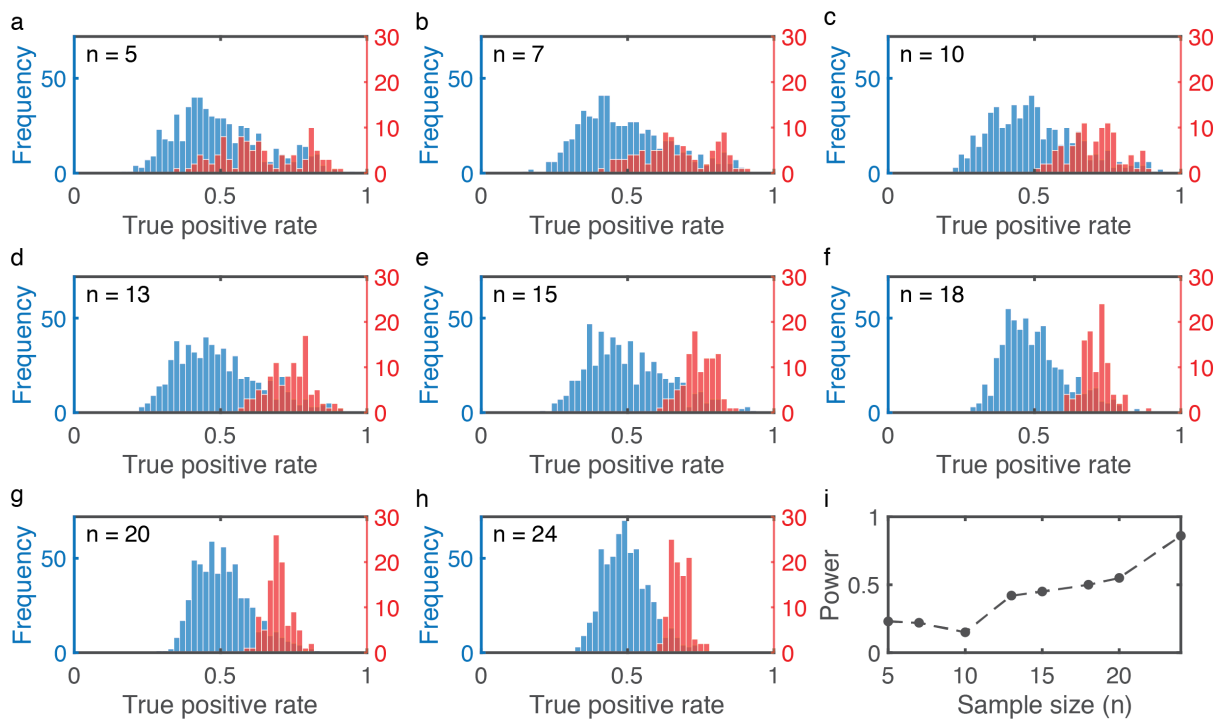 a
b
c
n = 5
n = 7
n = 10
Frequency
50
0
30
20
10
0
Frequency
50
0
30
20
10
0
Frequency
50
0
30
20
10
0
0 0.5 1
0 0.5 1
0 0.5 1
True positive rate
True positive rate
True positive rate
d
e
f
n = 13
n = 15
n = 18
Frequency
50
0
30
20
10
0
Frequency
50
0
30
20
10
0
Frequency
50
0
30
20
10
0
0 0.5 1
0 0.5 1
0 0.5 1
True positive rate
True positive rate
True positive rate
g
h
i
n = 20
n = 24
Frequency
50
0
30
20
10
0
Frequency
50
0
30
20
10
0
Power
1
0.5
0
0 0.5 1
0 0.5 1
5 10 15 20
True positive rate
True positive rate
Sample size (n)